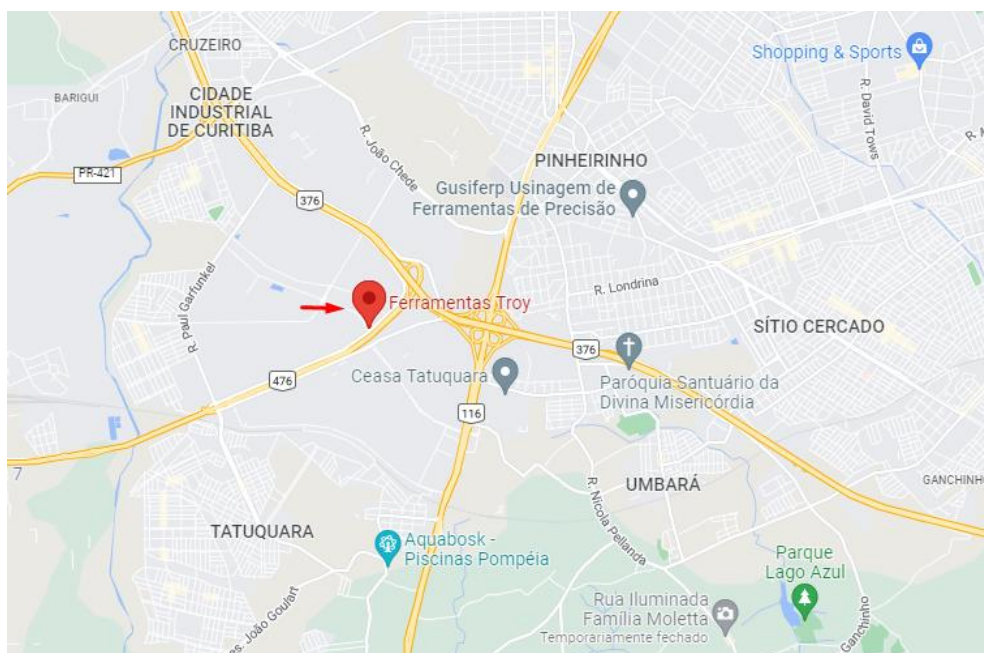 CRUZEIRO
Shopping & Sports
BARIGUI
CIDADE
INDUSTRIAL
DE CURITIBA
R. David Tows
R. João Chede
PINHEIRINHO
PR-421
Gusiferp Usinagem de
Ferramentas de Precisão
376
R. Paul Garfunkel
R. Londrina
Ferramentas Troy
SÍTIO CERCADO
376
476
Ceasa Tatuquara
Paróquia Santuário da
Divina Misericórdia
116
7
UMBARÁ
GANCHINH
R. Nicola Pellanda
TATUQUARA
Aquabosk -
Piscinas Pompéia
Parque
Lago Azul
Rua Iluminada
Família Moletta
Temporariamente fechado
es. João Goulart
Ganchinho